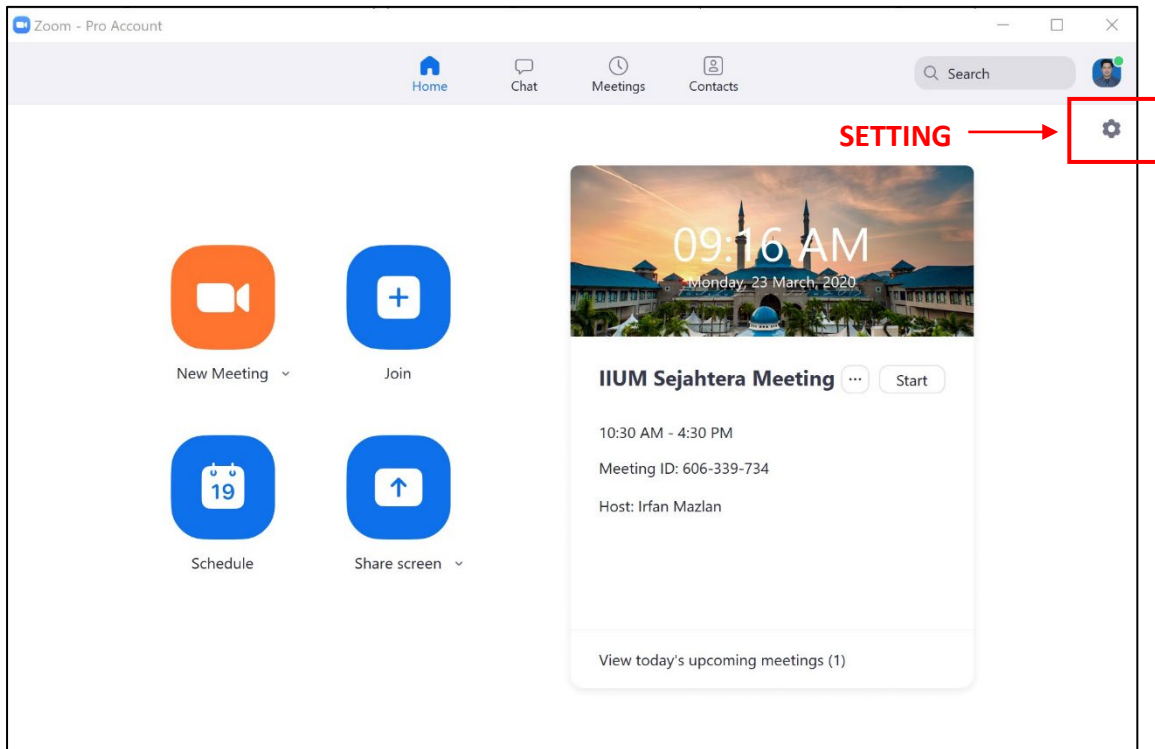 Zoom - Pro Account
Home
Chat
Meetings
Contacts
Search
SETTING
09:16 AM
Monday, 23 March, 2020
New Meeting
Join
IIUM Sejahtera Meeting
···
Start
10:30 AM - 4:30 PM
Meeting ID: 606-339-734
Host: Irfan Mazlan
19
Schedule
Share screen
View today's upcoming meetings (1)